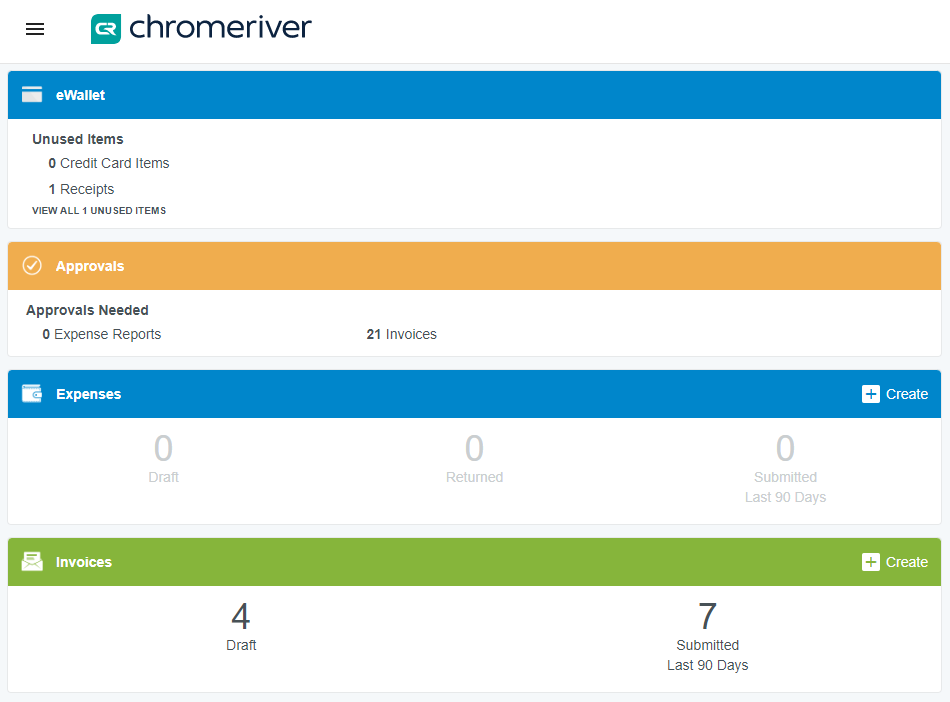 CR chromeriver
eWallet
Unused Items
0 Credit Card Items
1 Receipts
VIEW ALL 1 UNUSED ITEMS
Approvals
Approvals Needed
0 Expense Reports 21 Invoices
Expenses Create
0 0 0
Draft Returned Submitted
Last 90 Days
Invoices Create
4 7
Draft Submitted
Last 90 Days